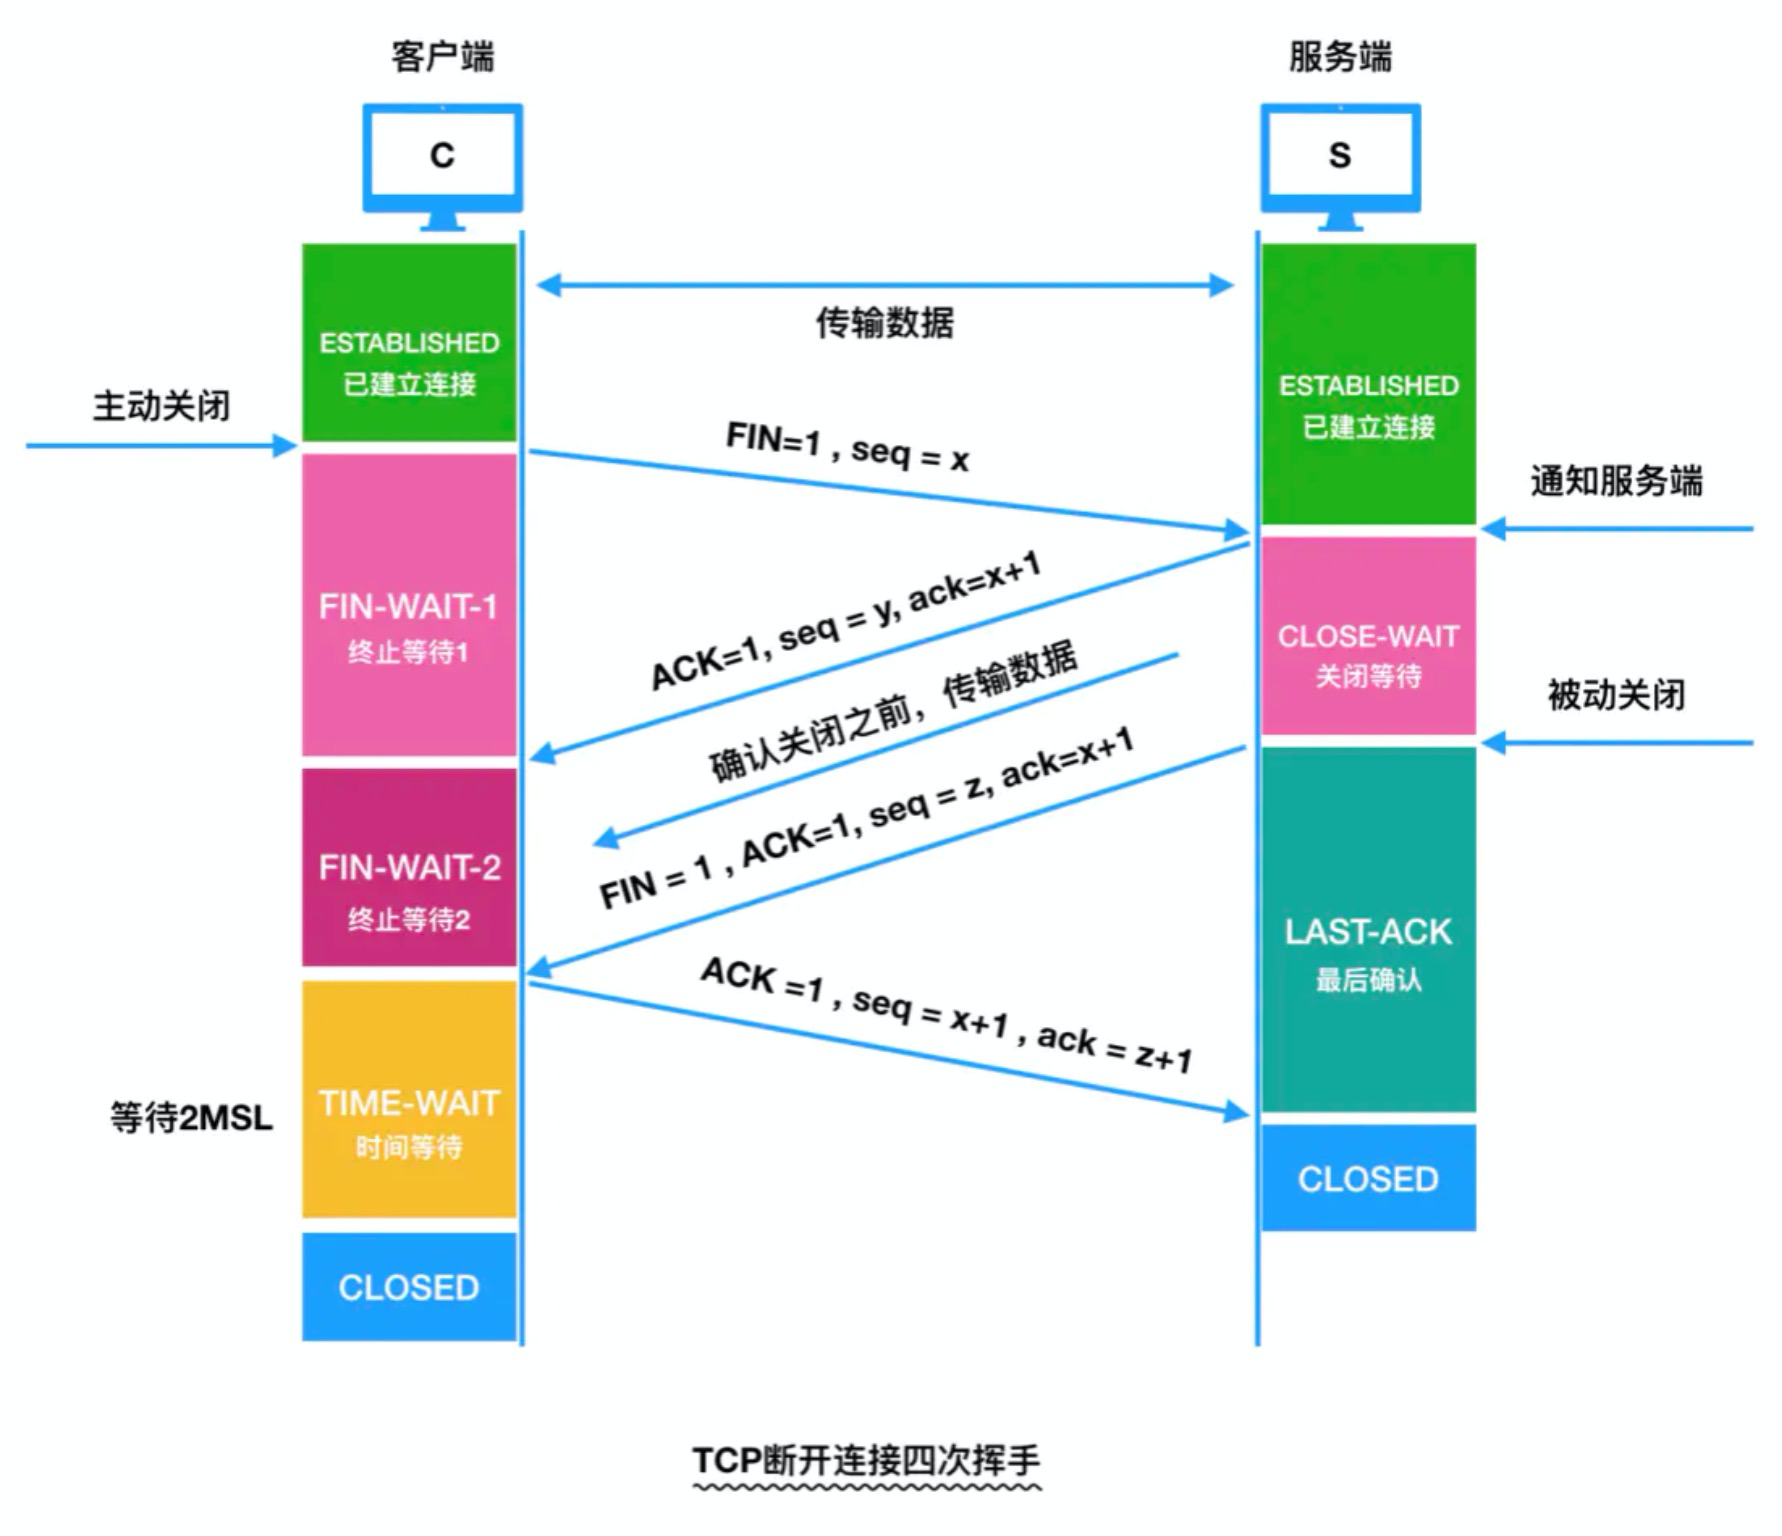 客户端
服务端
C
S
传输数据
ESTABLISHED
已建立连接
ESTABLISHED
已建立连接
主动关闭
FIN=1 , seq = x
通知服务端
FIN-WAIT-1
终止等待1
ACK=1, seq = y, ack=x+1
CLOSE-WAIT
关闭等待
确认关闭之前，传输数据
被动关闭
FIN = 1 , ACK=1, seq = z, ack=x+1
FIN-WAIT-2
终止等待2
LAST-ACK
最后确认
ACK =1 , seq = x+1 , ack = z+1
等待2MSL
TIME-WAIT
时间等待
CLOSED
CLOSED
TCP断开连接四次挥手